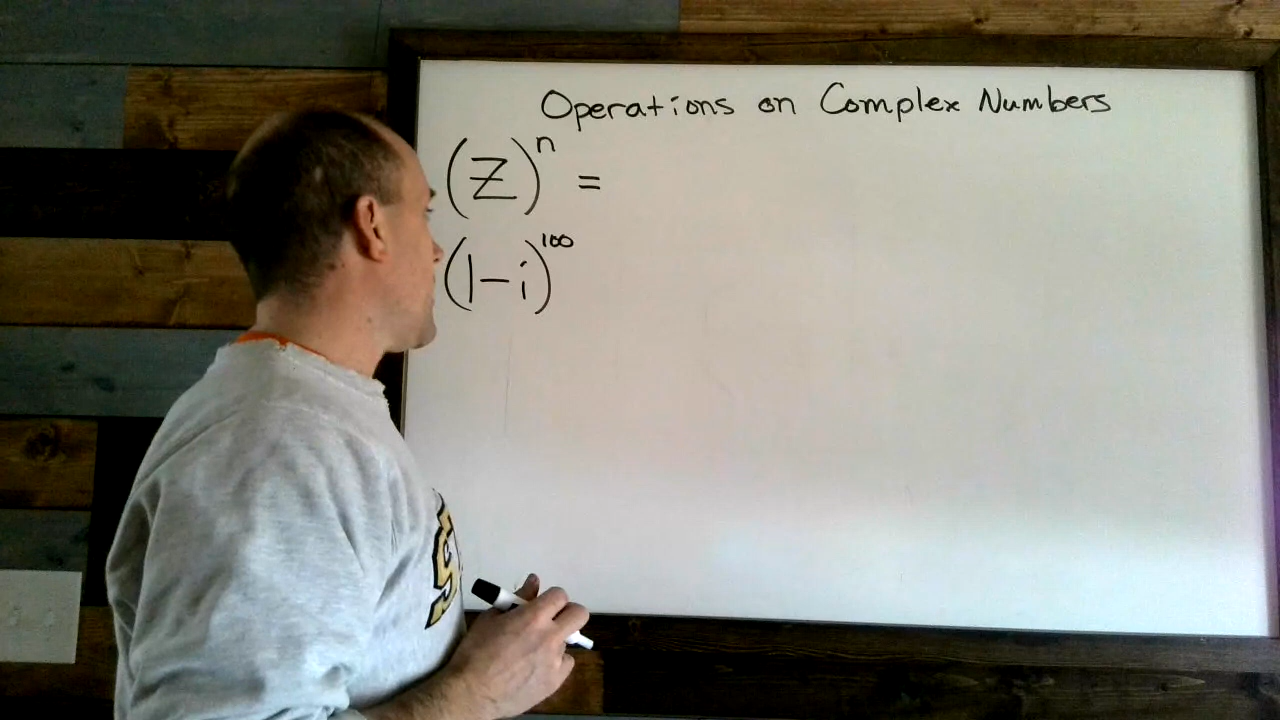 Operations on Complex Numbers
(Z)^n =
(1-i)^100